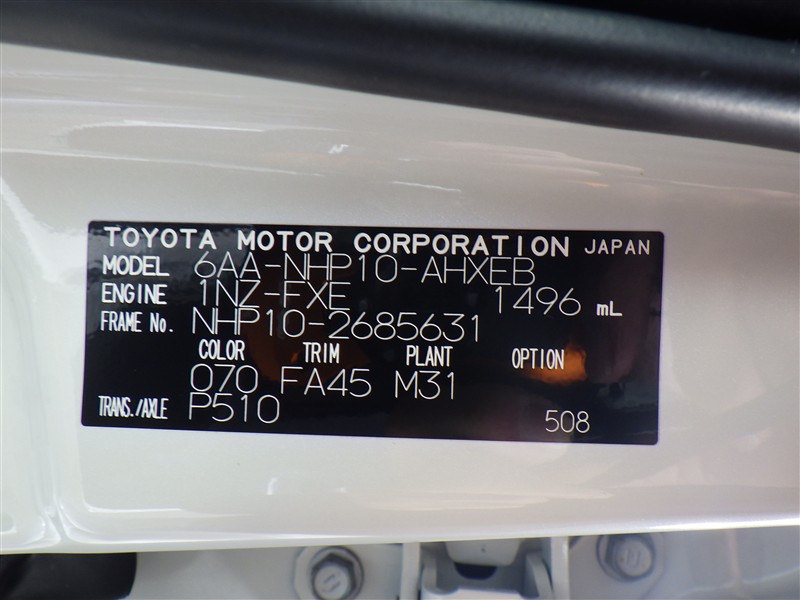 TOYOTA MOTOR CORPORATION JAPAN
MODEL 6AA-NHP10-AHXEB
ENGINE 1NZ-FXE 1496 mL
FRAME No. NHP10-2685631
COLOR TRIM PLANT OPTION
070 FA45 M31
TRANS./AXLE P510
508